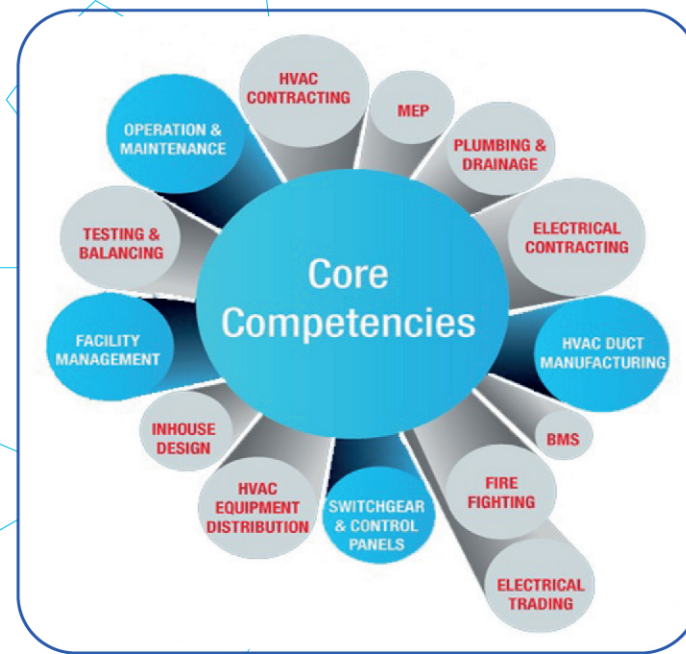 Core
Competencies
HVAC
CONTRACTING
MEP
PLUMBING &
DRAINAGE
ELECTRICAL
CONTRACTING
HVAC DUCT
MANUFACTURING
BMS
FIRE
FIGHTING
ELECTRICAL
TRADING
SWITCHGEAR
& CONTROL
PANELS
HVAC
EQUIPMENT
DISTRIBUTION
INHOUSE
DESIGN
FACILITY
MANAGEMENT
TESTING &
BALANCING
OPERATION &
MAINTENANCE